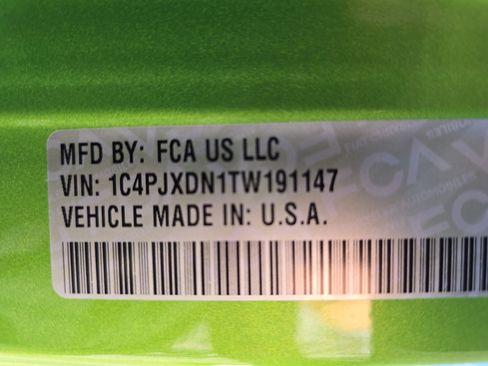 MFD BY: FCA US LLC
VIN: 1C4PJXDN1TW191147
VEHICLE MADE IN: U.S.A.